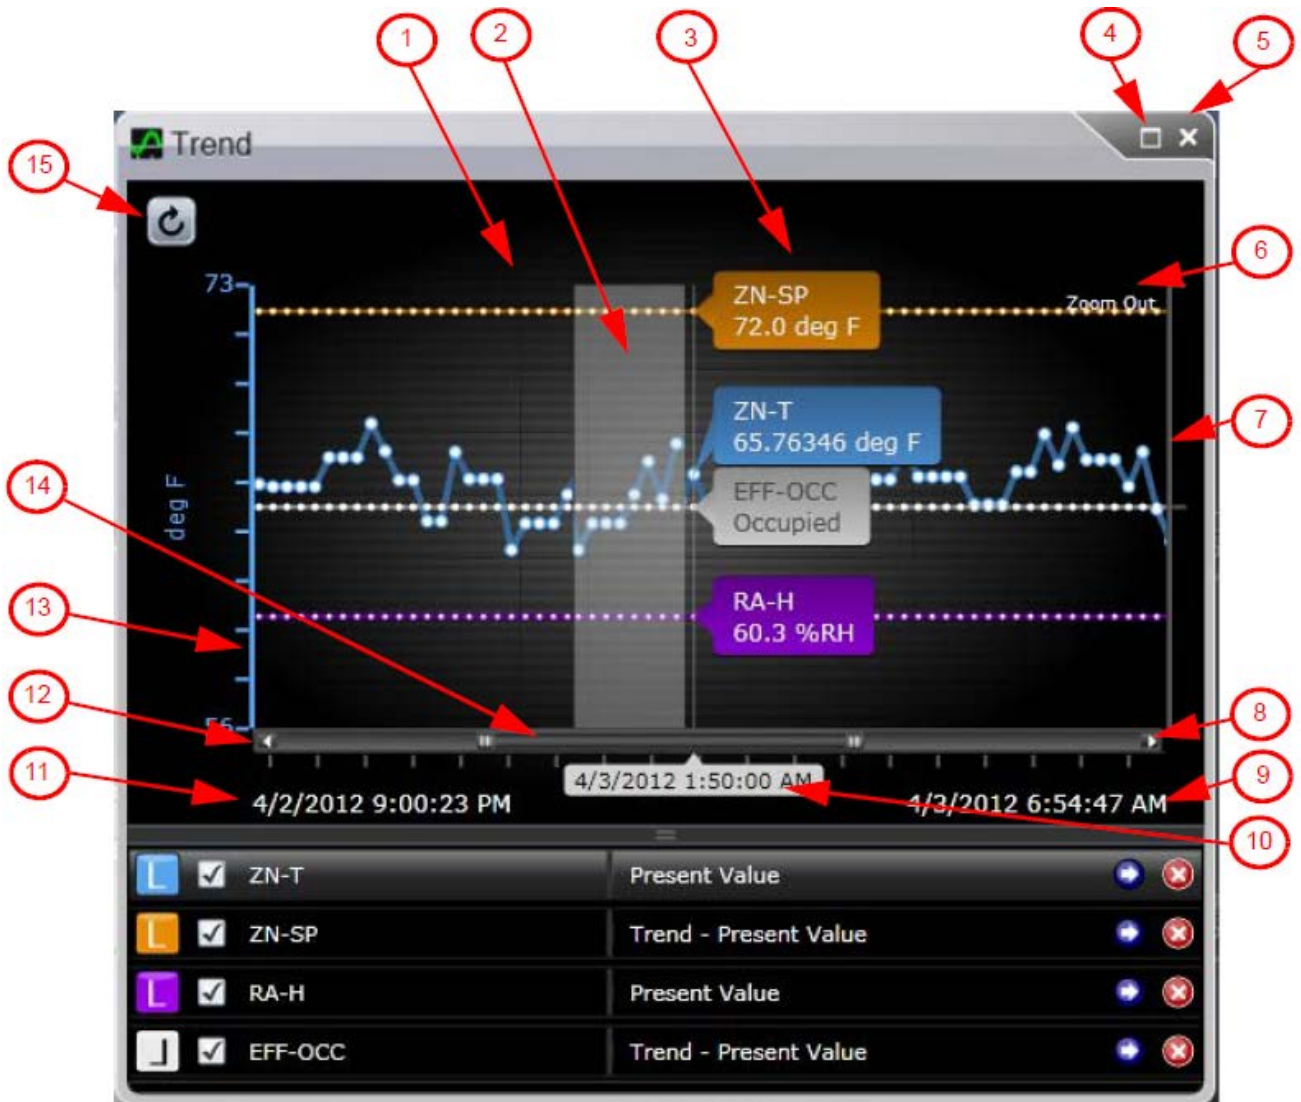 1
2
3
4
5
Trend
15
6
73
ZN-SP
72.0 deg F
Zoom Out
7
ZN-T
65.76346 deg F
14
deg F
EFF-OCC
Occupied
13
RA-H
60.3 %RH
12
56
8
11
4/3/2012 1:50:00 AM
9
4/2/2012 9:00:23 PM
4/3/2012 6:54:47 AM
10
ZN-T Present Value
ZN-SP Trend - Present Value
RA-H Present Value
EFF-OCC Trend - Present Value